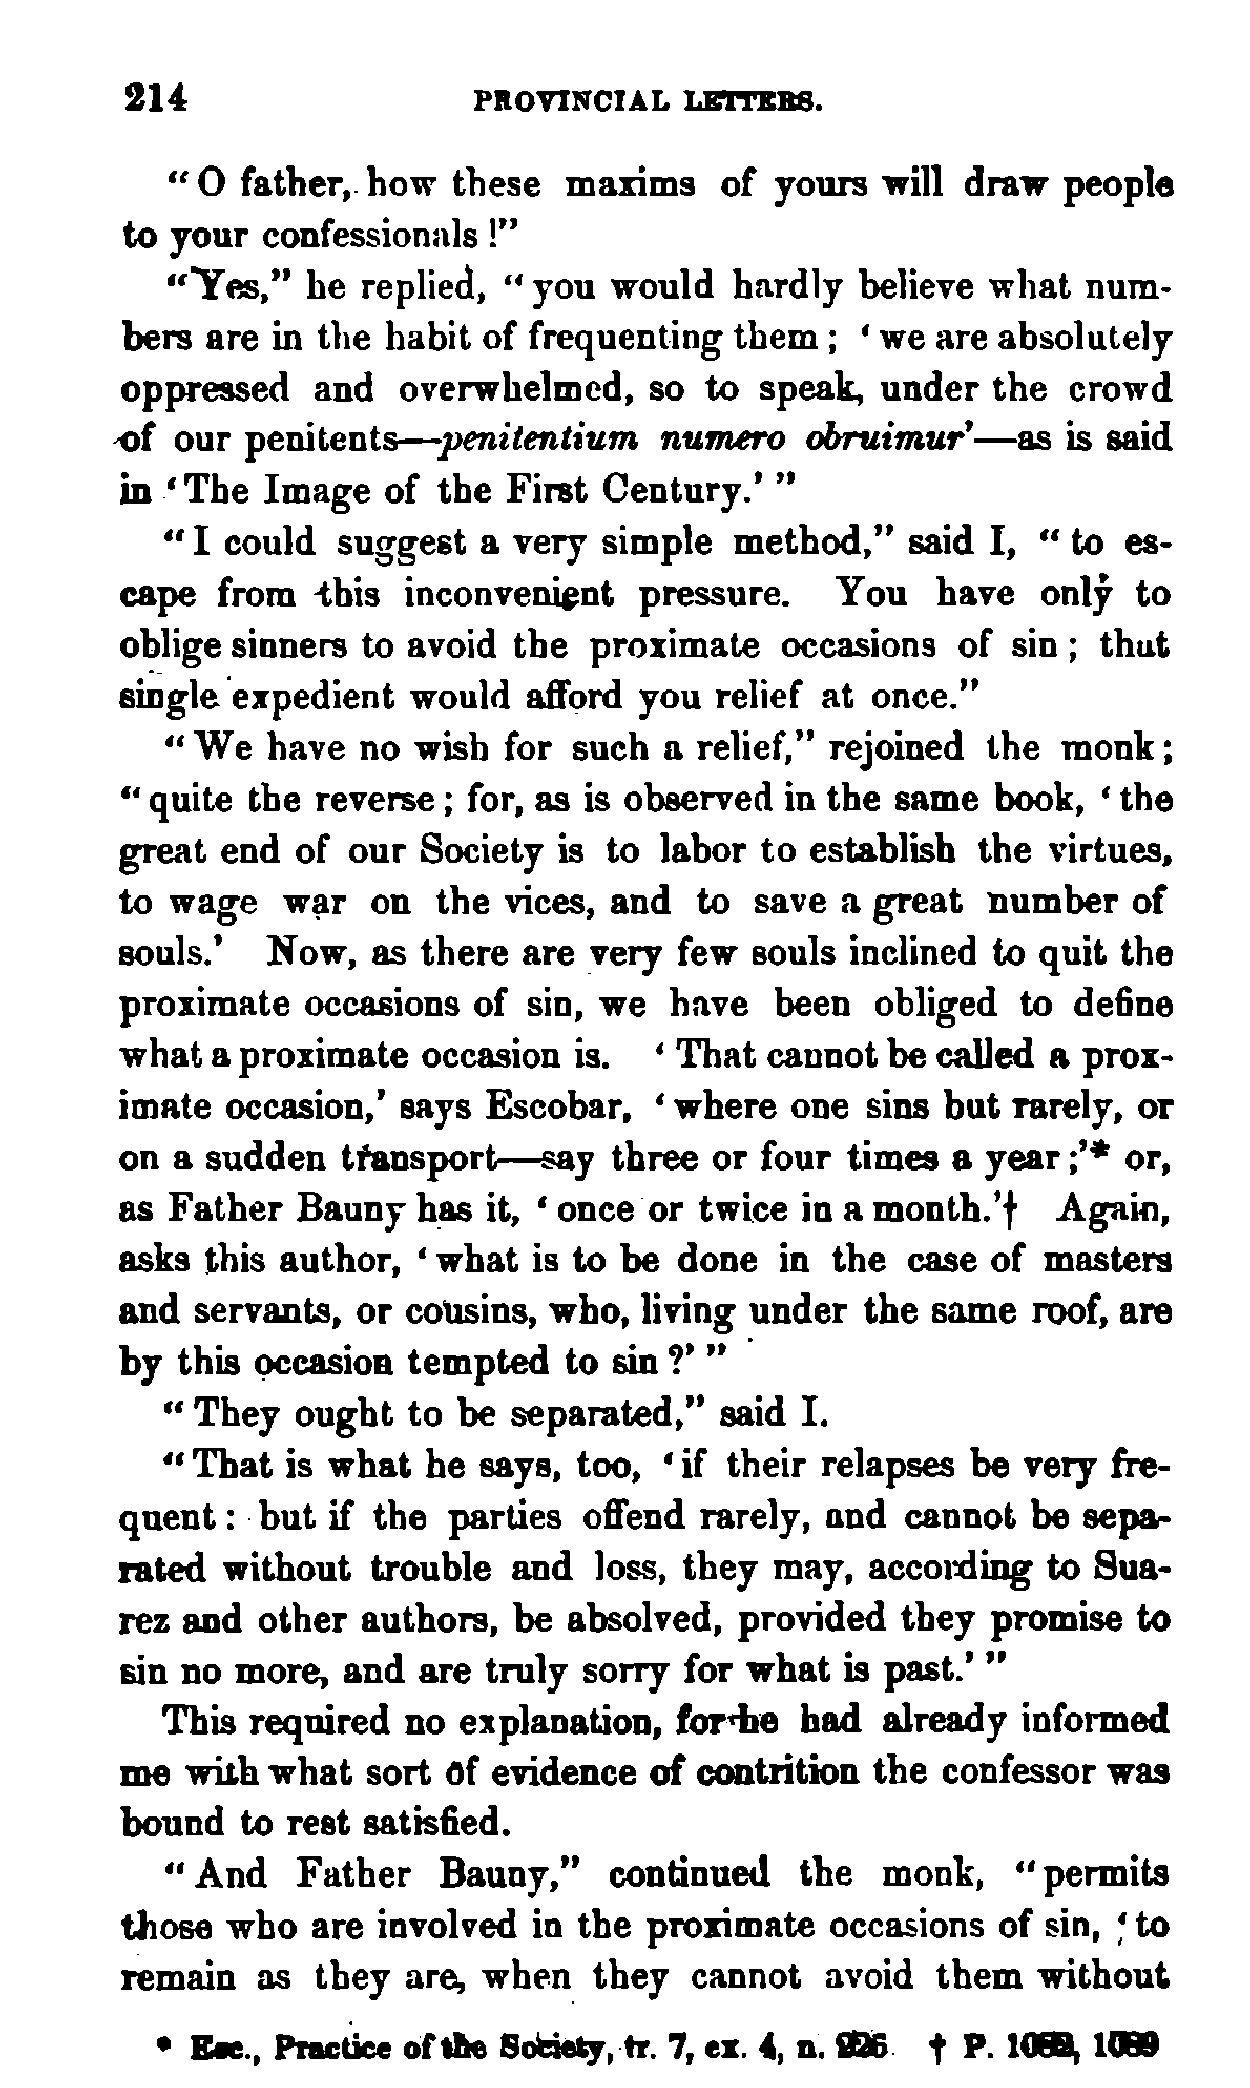 214 PROVINCIAL LETTERS.
" O father, how these maxims of yours will draw people
to your confessionals !"
"Yes," he replied, " you would hardly believe what num-
bers are in the habit of frequenting them ; ' we are absolutely
oppressed and overwhelmed, so to speak, under the crowd
of our penitents—penitentium numero obruimur'—as is said
in 'The Image of the First Century.' "
" I could suggest a very simple method," said I, " to es-
cape from this inconvenient pressure. You have only to
oblige sinners to avoid the proximate occasions of sin ; that
single expedient would afford you relief at once."
" We have no wish for such a relief," rejoined the monk ;
" quite the reverse ; for, as is observed in the same book, ' the
great end of our Society is to labor to establish the virtues,
to wage war on the vices, and to save a great number of
souls.' Now, as there are very few souls inclined to quit the
proximate occasions of sin, we have been obliged to define
what a proximate occasion is. ' That cannot be called a prox-
imate occasion,' says Escobar, ' where one sins but rarely, or
on a sudden transport—say three or four times a year ;'* or,
as Father Bauny has it, ' once or twice in a month.'† Again,
asks this author, ' what is to be done in the case of masters
and servants, or cousins, who, living under the same roof, are
by this occasion tempted to sin ?' "
" They ought to be separated," said I.
" That is what he says, too, ' if their relapses be very fre-
quent : but if the parties offend rarely, and cannot be sepa-
rated without trouble and loss, they may, according to Sua-
rez and other authors, be absolved, provided they promise to
sin no more, and are truly sorry for what is past.' "
This required no explanation, for he had already informed
me with what sort of evidence of contrition the confessor was
bound to rest satisfied.
" And Father Bauny," continued the monk, " permits
those who are involved in the proximate occasions of sin, ' to
remain as they are, when they cannot avoid them without
* Esc., Practice of the Society, tr. 7, ex. 4, n. † P.